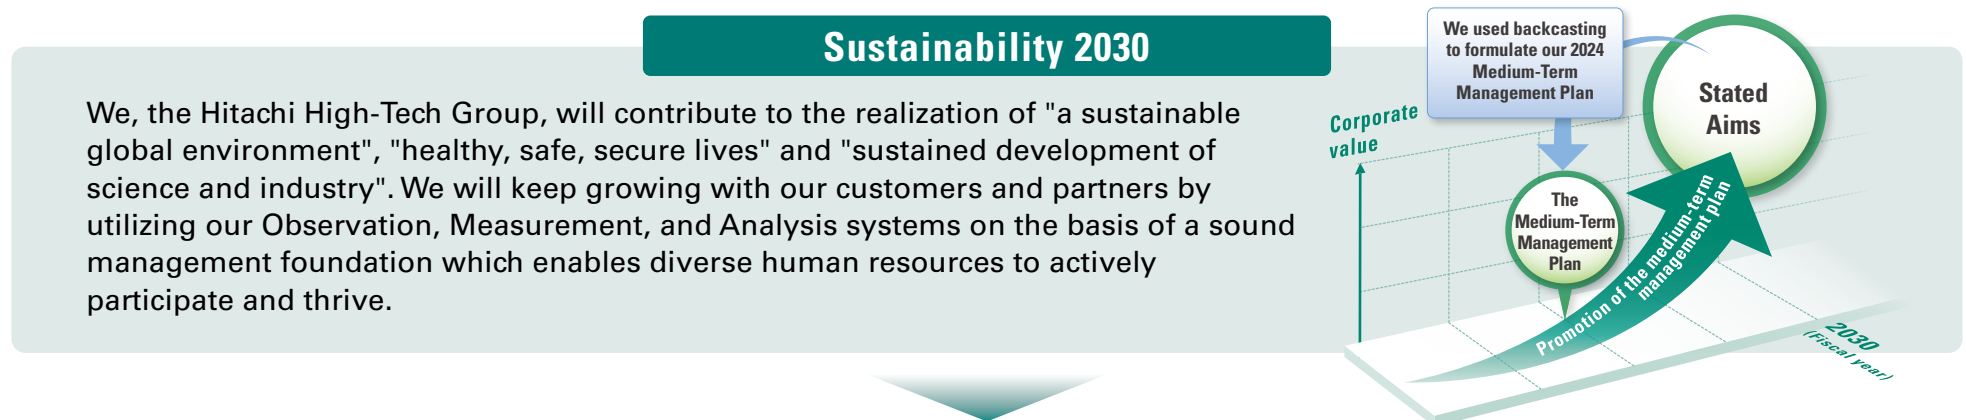 Sustainability 2030
We, the Hitachi High-Tech Group, will contribute to the realization of "a sustainable
global environment", "healthy, safe, secure lives" and "sustained development of
science and industry". We will keep growing with our customers and partners by
utilizing our Observation, Measurement, and Analysis systems on the basis of a sound
management foundation which enables diverse human resources to actively
participate and thrive.
We used backcasting
to formulate our 2024
Medium-Term
Management Plan
Stated
Aims
Corporate
value
The
Medium-Term
Management
Plan
Promotion of the medium-term
management plan
2030
(Fiscal year)